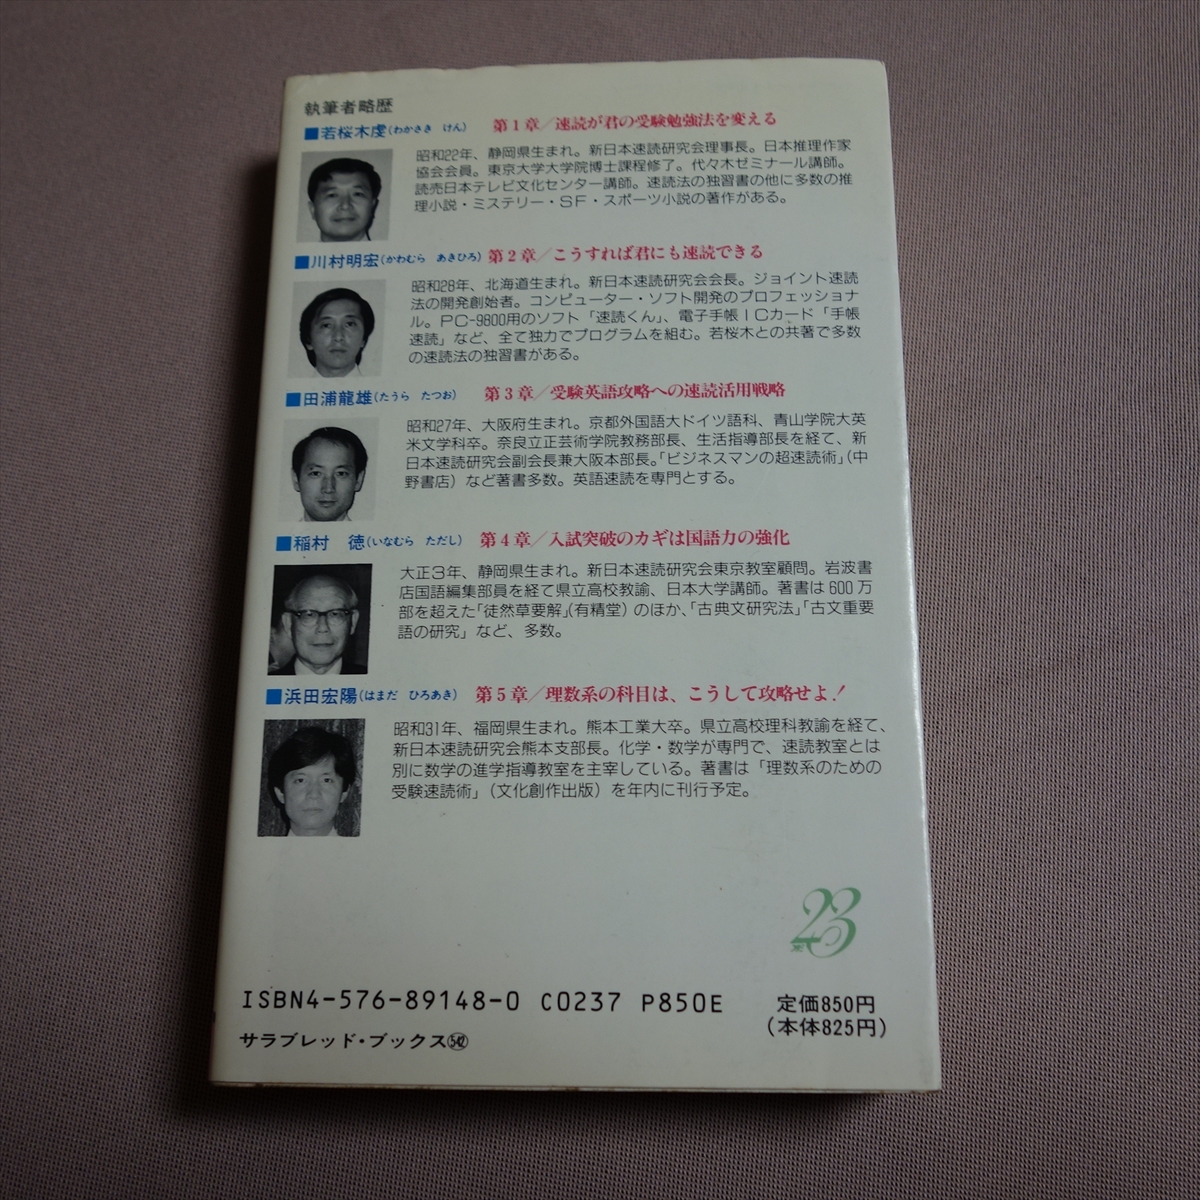 執筆者略歴
■若桜木虔(わかさき けん) 第1章/速読が君の受験勉強法を変える
昭和22年、静岡県生まれ。新日本速読研究会理事長。日本推理作家
協会会員。東京大学大学院博士課程修了。代々木ゼミナール講師。
読売日本テレビ文化センター講師。速読法の独習書の他に多数の推
理小説・ミステリー・SF・スポーツ小説の著作がある。
■川村明宏(かわむら あきひろ) 第2章/こうすれば君にも速読できる
昭和28年、北海道生まれ。新日本速読研究会会長。ジョイント速読
法の開発創始者。コンピューター・ソフト開発のプロフェッショナ
ル。PC-9800用のソフト「速読くん」、電子手帳ICカード「手帳
速読」など、全て独力でプログラムを組む。若桜木との共著で多数
の速読法の独習書がある。
■田浦龍雄(たうら たつお) 第3章/受験英語攻略への速読活用戦略
昭和27年、大阪府生まれ。京都外国語大ドイツ語科、青山学院大英
米文学科卒。奈良立正芸術学院教務部長、生活指導部長を経て、新
日本速読研究会副会長兼大阪本部長。「ビジネスマンの超速読術」(中
野書店)など著書多数。英語速読を専門とする。
■稲村 徳(いなむら ただし) 第4章/入試突破のカギは国語力の強化
大正3年、静岡県生まれ。新日本速読研究会東京教室顧問。岩波書
店国語編集部員を経て県立高校教諭、日本大学講師。著書は600万
部を超えた「徒然草要解」(有精堂)のほか、「古典文研究法」「古文重要
語の研究」など、多数。
■浜田宏陽(はまだ ひろあき) 第5章/理数系の科目は、こうして攻略せよ!
昭和31年、福岡県生まれ。熊本工業大卒。県立高校理科教諭を経て、
新日本速読研究会熊本支部長。化学・数学が専門で、速読教室とは
別に数学の進学指導教室を主宰している。著書は「理数系のための
受験速読術」(文化創作出版)を年内に刊行予定。
23
ISBN4-576-89148-0 C0237 P850E 定価850円
(本体825円)
サラブレッド・ブックス542